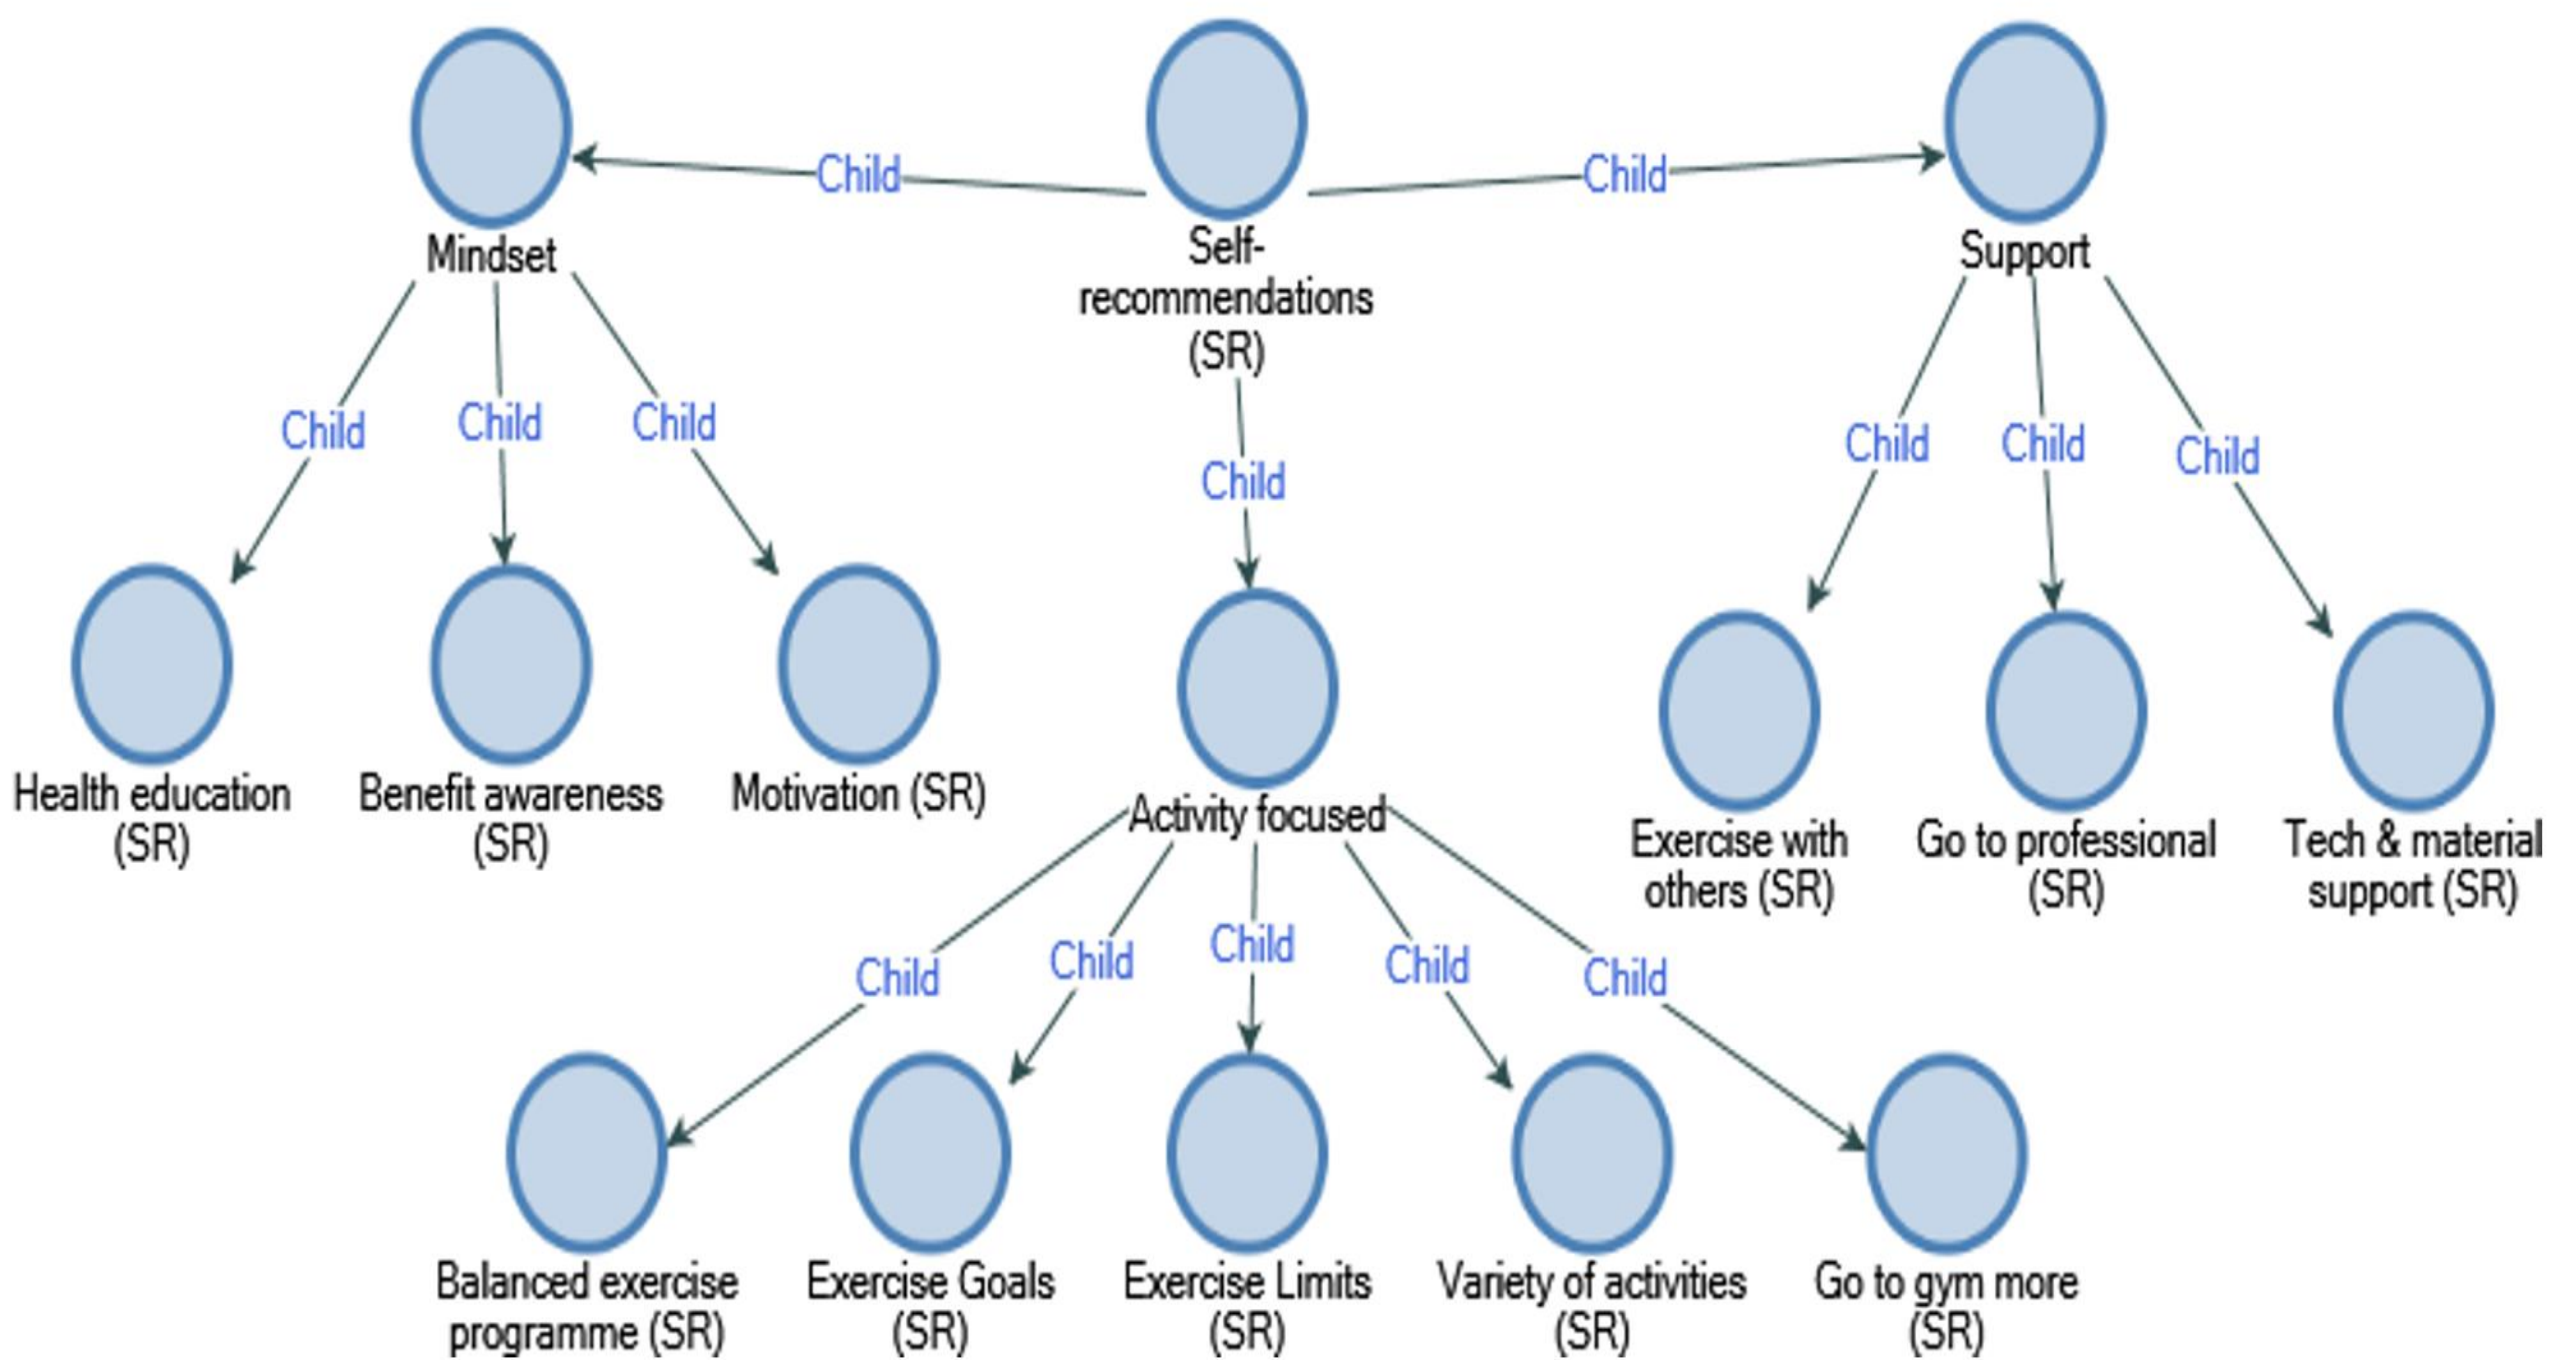 Child
Child
Mindset
Self-
recommendations
(SR)
Support
Child
Child
Child
Child
Child
Child
Child
Health education
(SR)
Benefit awareness
(SR)
Motivation (SR)
Activity focused
Exercise with
others (SR)
Go to professional
(SR)
Tech & material
support (SR)
Child
Child
Child
Child
Child
Balanced exercise
programme (SR)
Exercise Goals
(SR)
Exercise Limits
(SR)
Variety of activities
(SR)
Go to gym more
(SR)